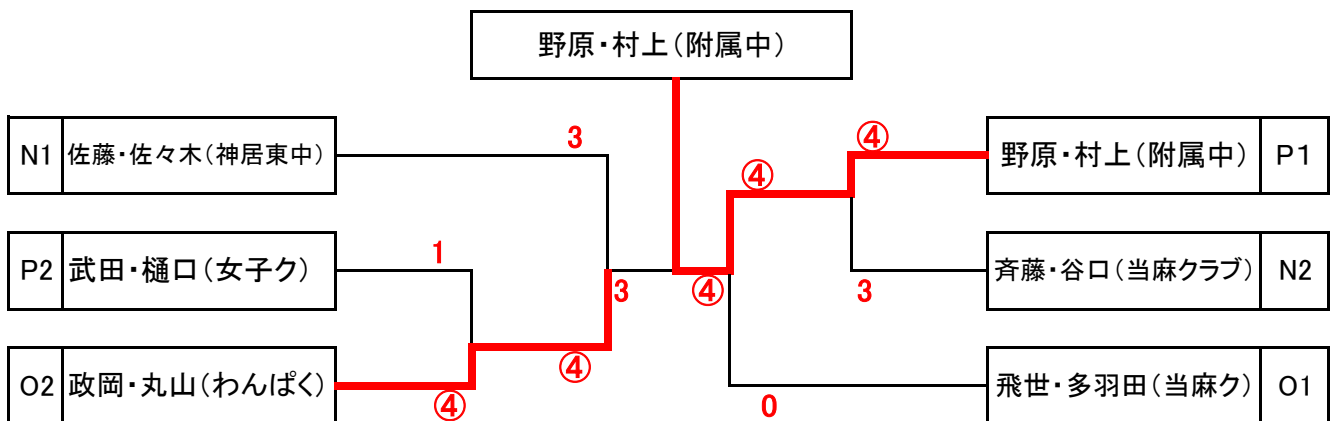 野原・村上（附属中）
N1 佐藤・佐々木（神居東中）
3
④
④
野原・村上（附属中） P1
P2 武田・樋口（女子ク）
1
3
④
3
斉藤・谷口（当麻クラブ） N2
O2 政岡・丸山（わんぱく）
④
④
0
飛世・多羽田（当麻ク） O1